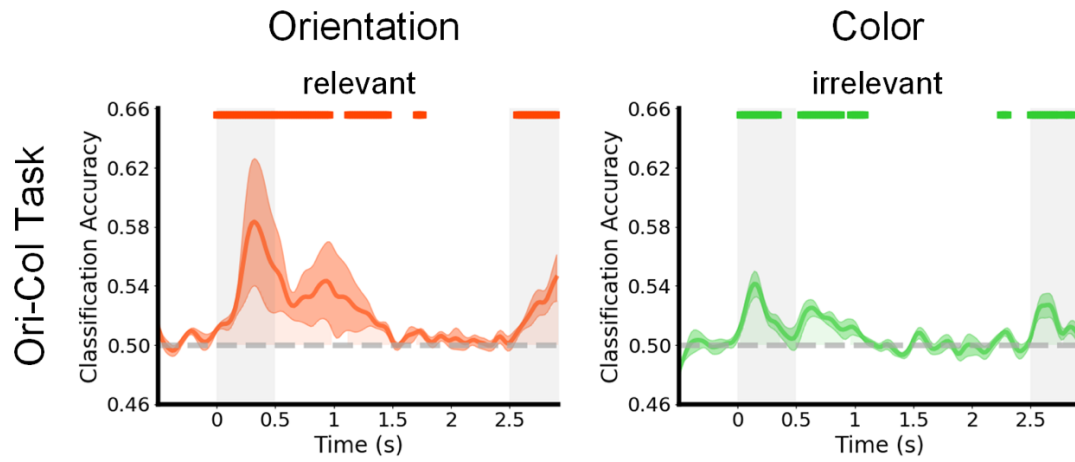 Orientation
Color
relevant
irrelevant
Ori-Col Task
Classification Accuracy
0.66
0.62
0.58
0.54
0.50
0.46
0
0.5
1
1.5
2
2.5
Time (s)
Classification Accuracy
0.66
0.62
0.58
0.54
0.50
0.46
0
0.5
1
1.5
2
2.5
Time (s)